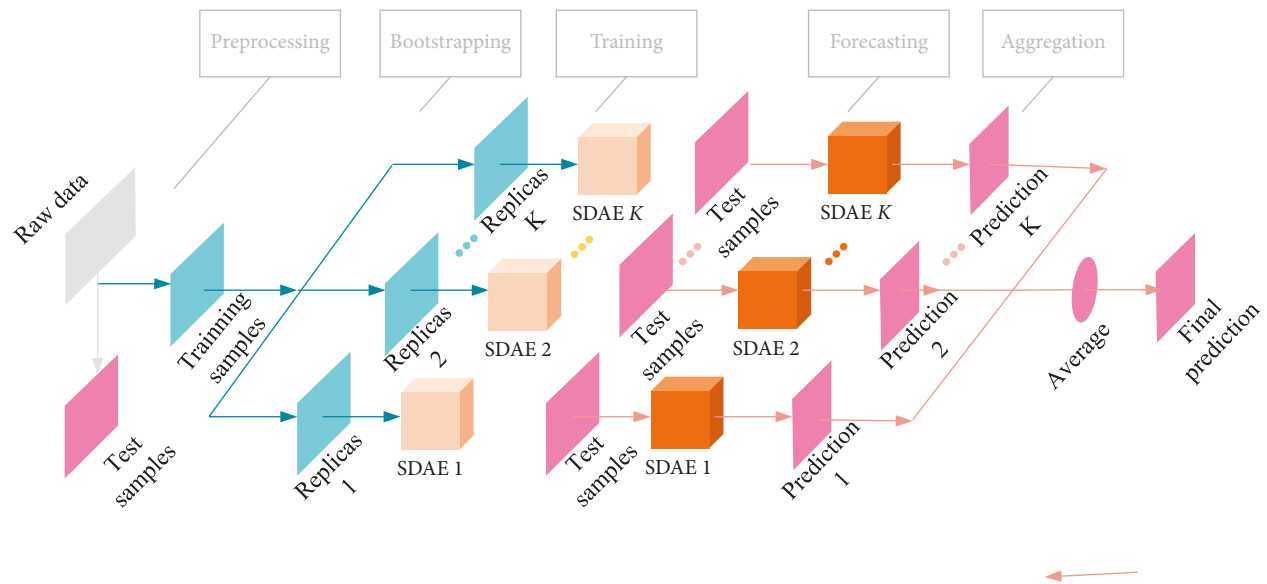 Preprocessing
Bootstrapping
Training
Forecasting
Aggregation
Raw data
Trainning
samples
Test
samples
Replicas
K
Replicas
2
Replicas
1
SDAE K
SDAE 2
SDAE 1
Test
samples
Test
samples
Test
samples
SDAE K
SDAE 2
SDAE 1
Prediction
K
Prediction
2
Prediction
1
Average
Final
prediction